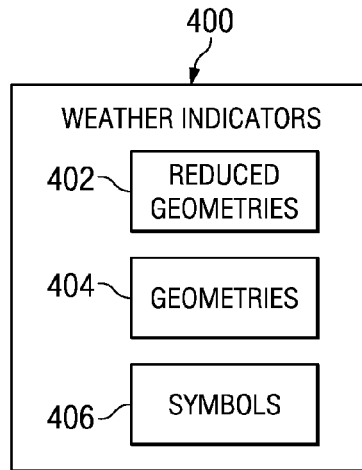 400
WEATHER INDICATORS
402
REDUCED
GEOMETRIES
404
GEOMETRIES
406
SYMBOLS